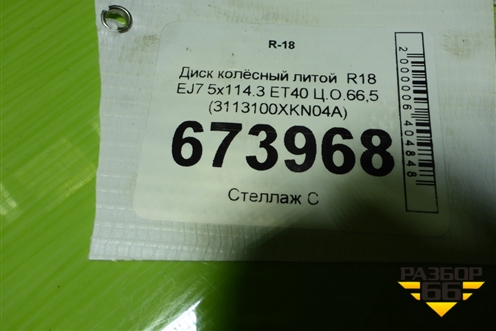 R-18
Диск колёсный литой R18
EJ7 5x114.3 ET40 Ц.О.66,5
(3113100XKN04A)
673968
Стеллаж С
2000006404848
РАЗБОР
66